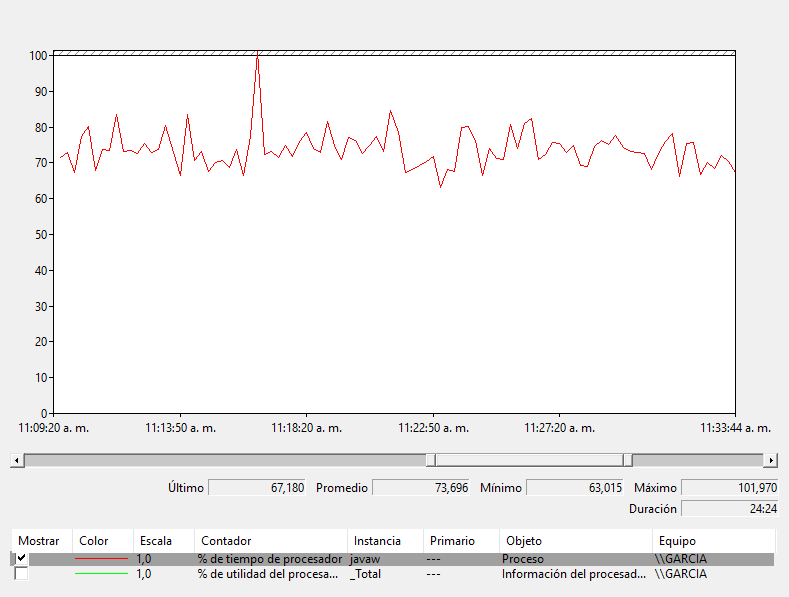 100
90
80
70
60
50
40
30
20
10
0
11:09:20 a. m. 11:13:50 a. m. 11:18:20 a. m. 11:22:50 a. m. 11:27:20 a. m. 11:33:44 a. m.
Último 67,180 Promedio 73,696 Mínimo 63,015 Máximo 101,970
Duración 24:24
Mostrar Color Escala Contador Instancia Primario Objeto Equipo
1,0 % de tiempo de procesador javaw --- Proceso \\GARCIA
1,0 % de utilidad del procesa... _Total --- Información del procesad... \\GARCIA